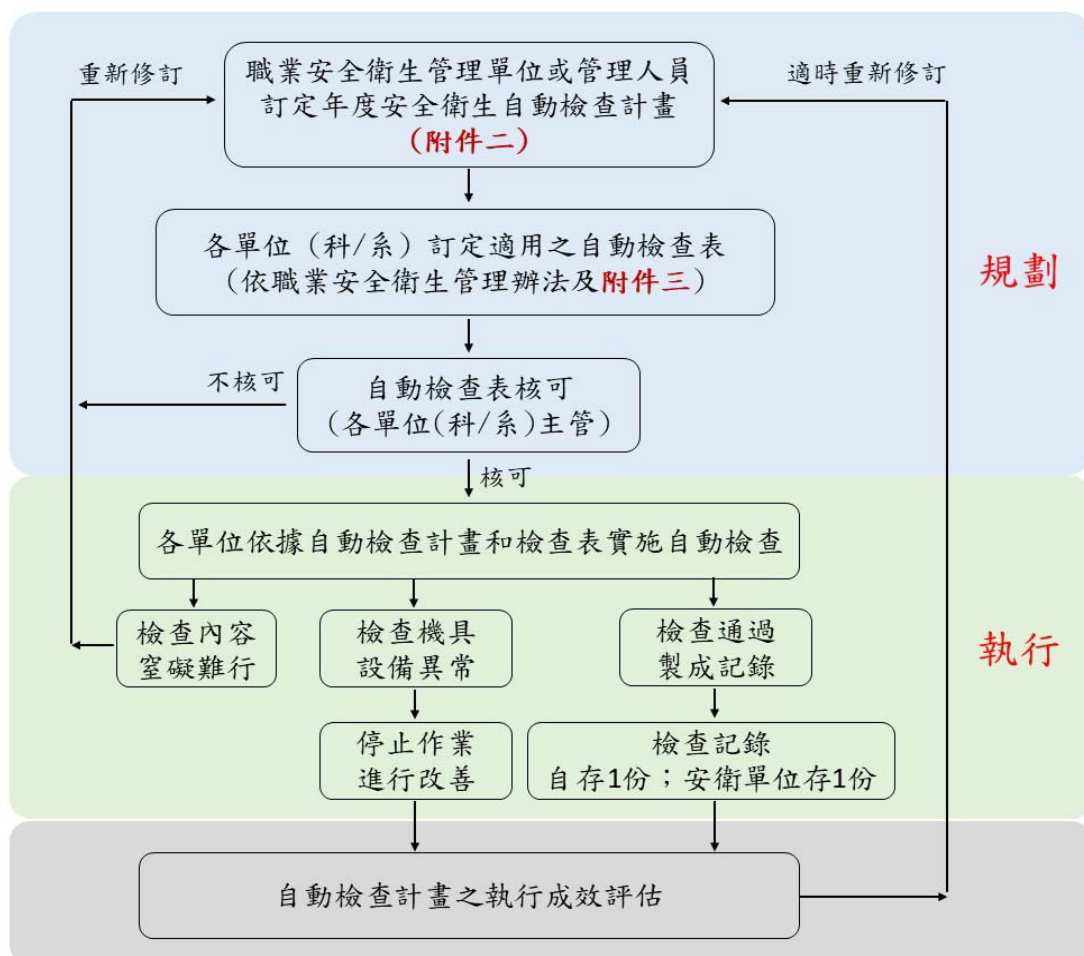 重新修訂
職業安全衛生管理單位或管理人員
訂定年度安全衛生自動檢查計畫
(附件二)
適時重新修訂
各單位（科/系）訂定適用之自動檢查表
(依職業安全衛生管理辦法及附件三)
規劃
不核可
自動檢查表核可
(各單位(科/系)主管)
核可
各單位依據自動檢查計畫和檢查表實施自動檢查
檢查內容
窒礙難行
檢查機具
設備異常
檢查通過
製成記錄
執行
停止作業
進行改善
檢查記錄
自存1份；安衛單位存1份
自動檢查計畫之執行成效評估